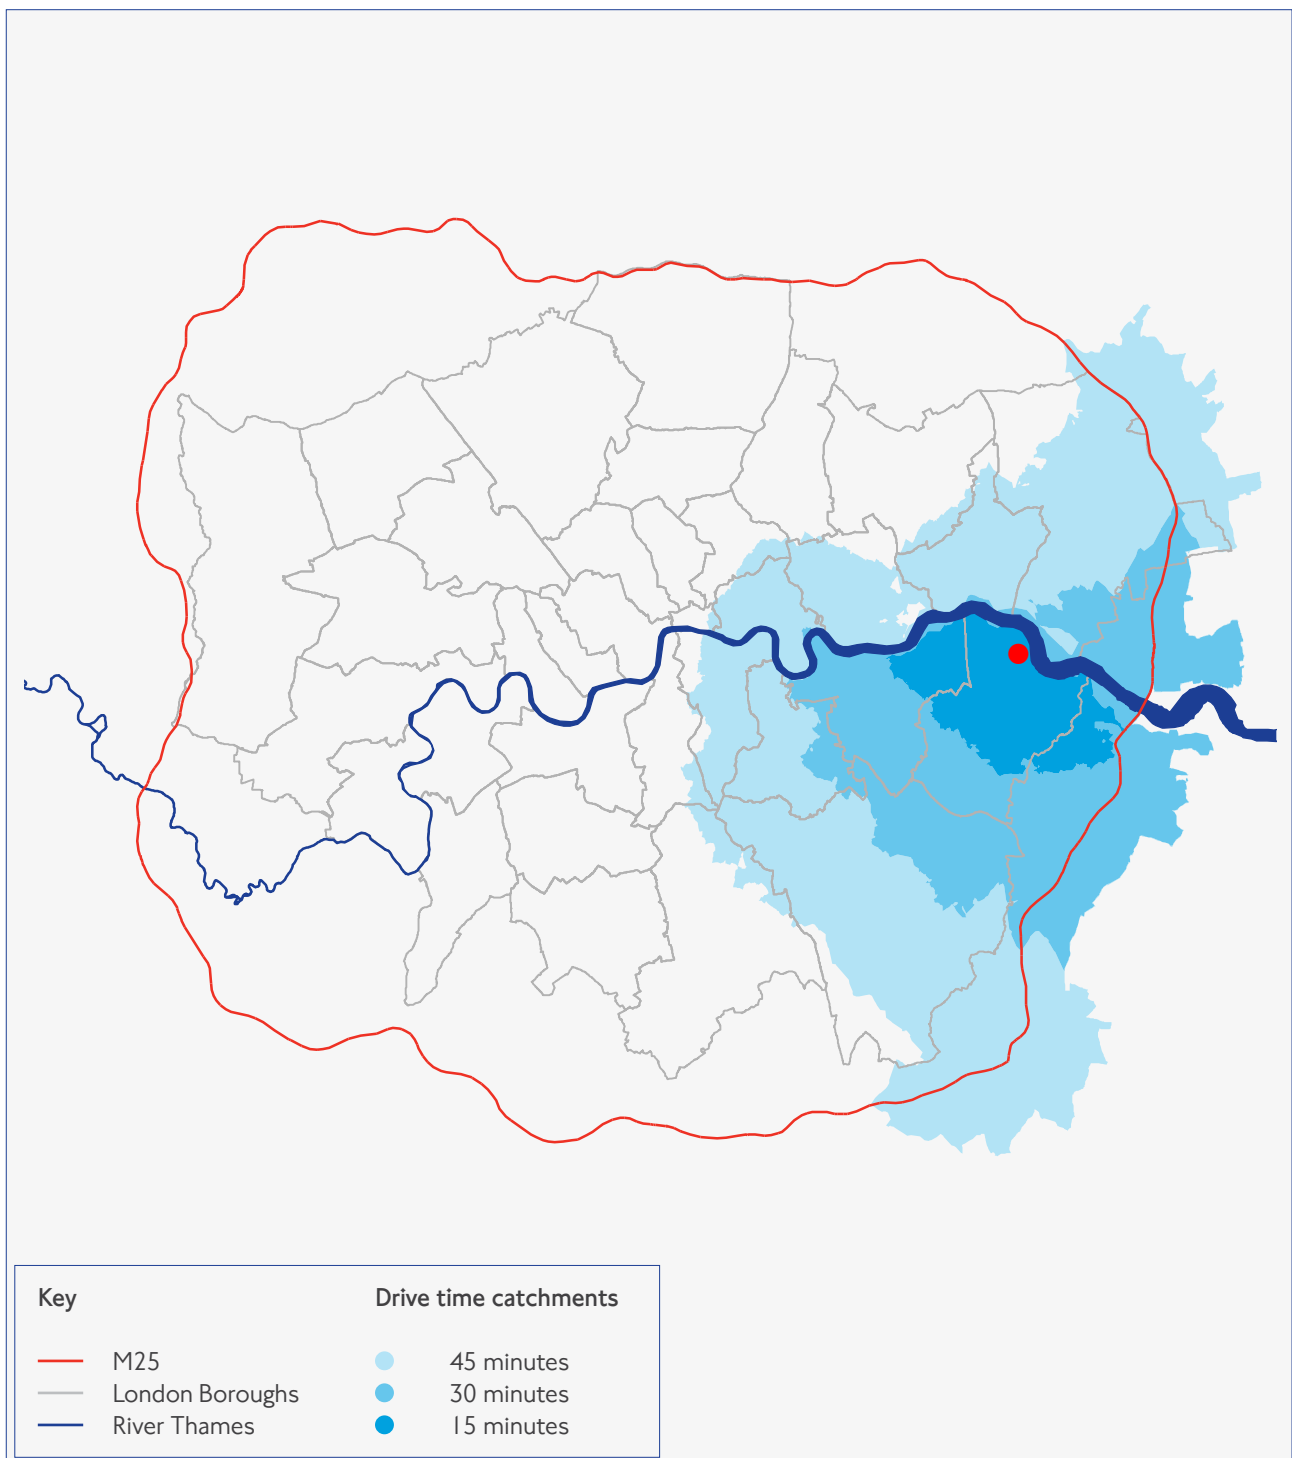 Key
Drive time catchments
M25
45 minutes
London Boroughs
30 minutes
River Thames
15 minutes